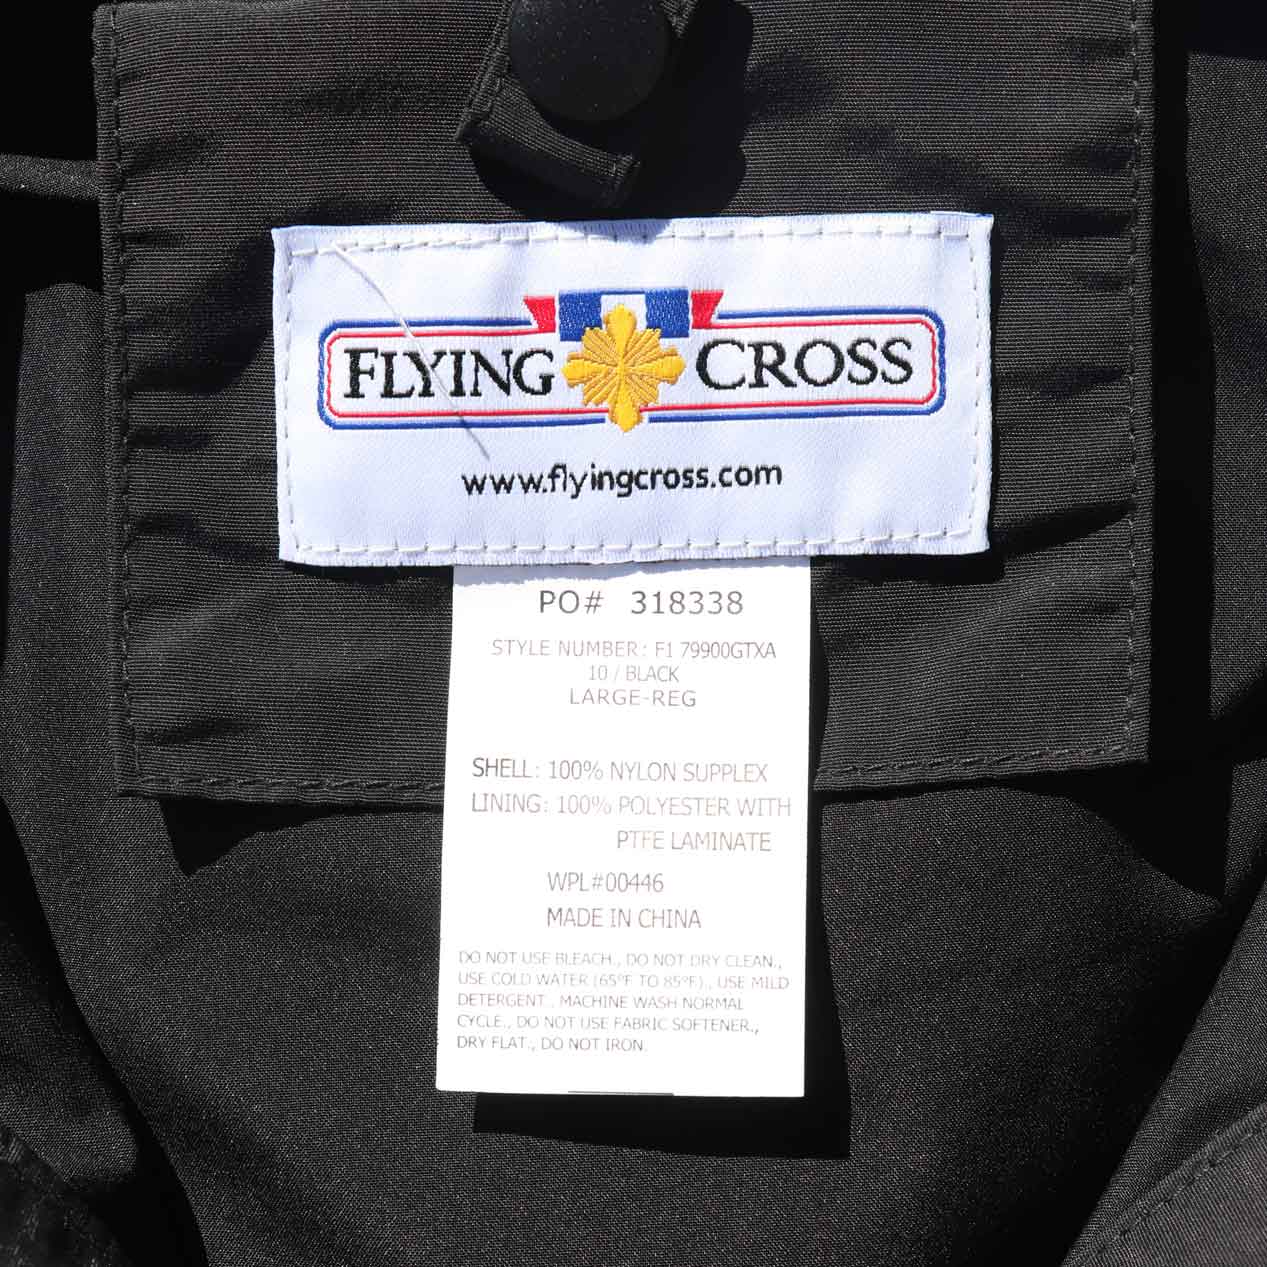 FLYING CROSS
www.flyingcross.com
PO# 318338
STYLE NUMBER: F1 79900GTXA
10 / BLACK
LARGE-REG
SHELL: 100% NYLON SUPPLEX
LINING: 100% POLYESTER WITH
PTFE LAMINATE
WPL#00446
MADE IN CHINA
DO NOT USE BLEACH., DO NOT DRY CLEAN.,
USE COLD WATER (65°F TO 85°F)., USE MILD
DETERGENT., MACHINE WASH NORMAL
CYCLE., DO NOT USE FABRIC SOFTENER.,
DRY FLAT., DO NOT IRON.